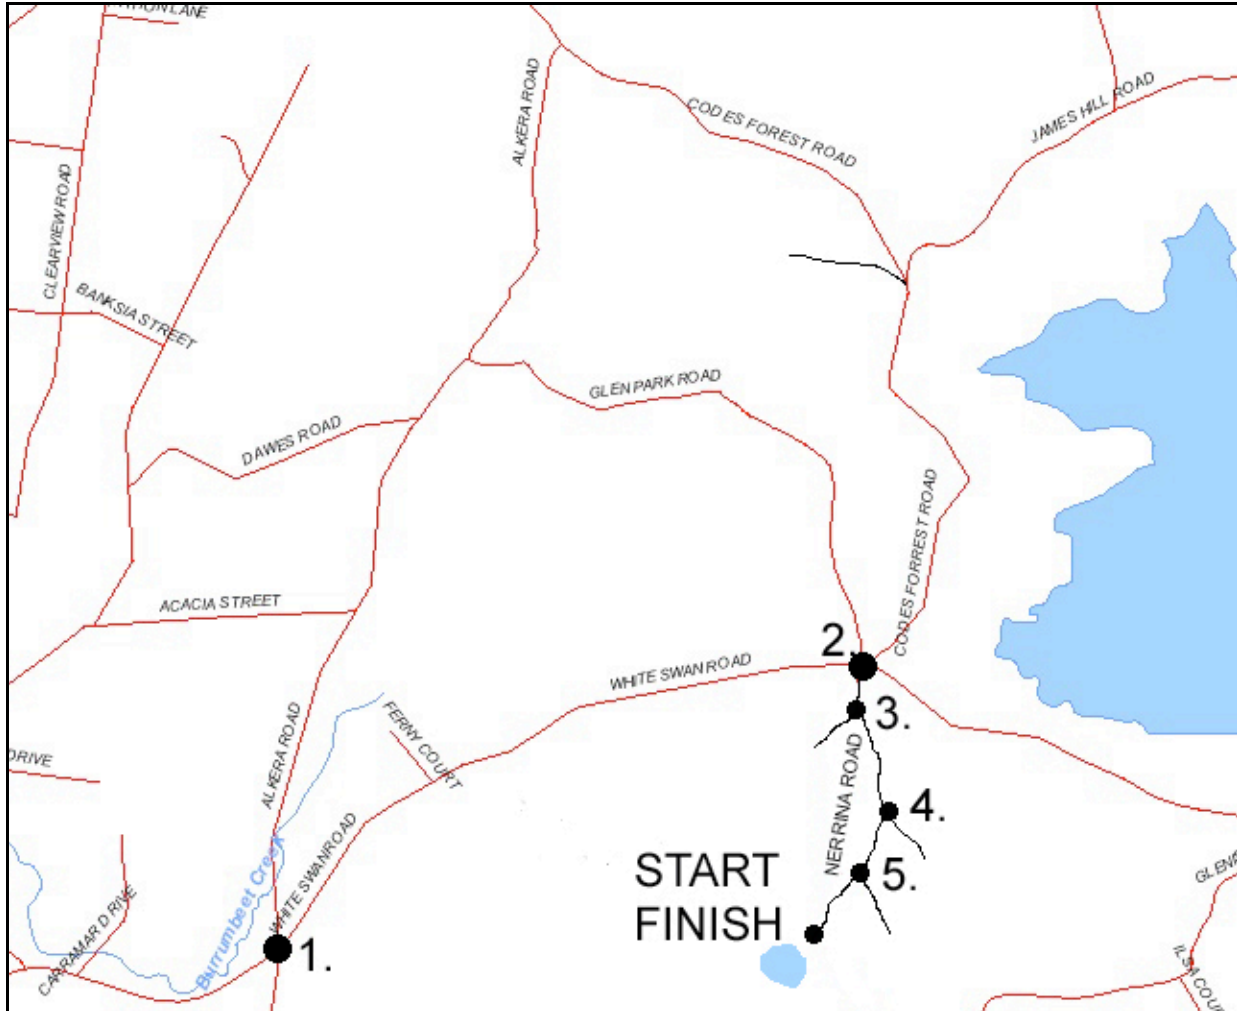 LANE
ALKERA ROAD
CODES FOREST ROAD
JAMES HILL ROAD
CLEARVIEW ROAD
BANKSIA STREET
GLEN PARK ROAD
DAWES ROAD
CODES FORREST ROAD
ACACIA STREET
2.
WHITE SWAN ROAD
3.
FERNY COURT
ALKERA ROAD
DRIVE
NERRINA ROAD
4.
WHITE SWAN ROAD
Burrumbeet Creek
START
FINISH
5.
CARRAMAR DRIVE
1.